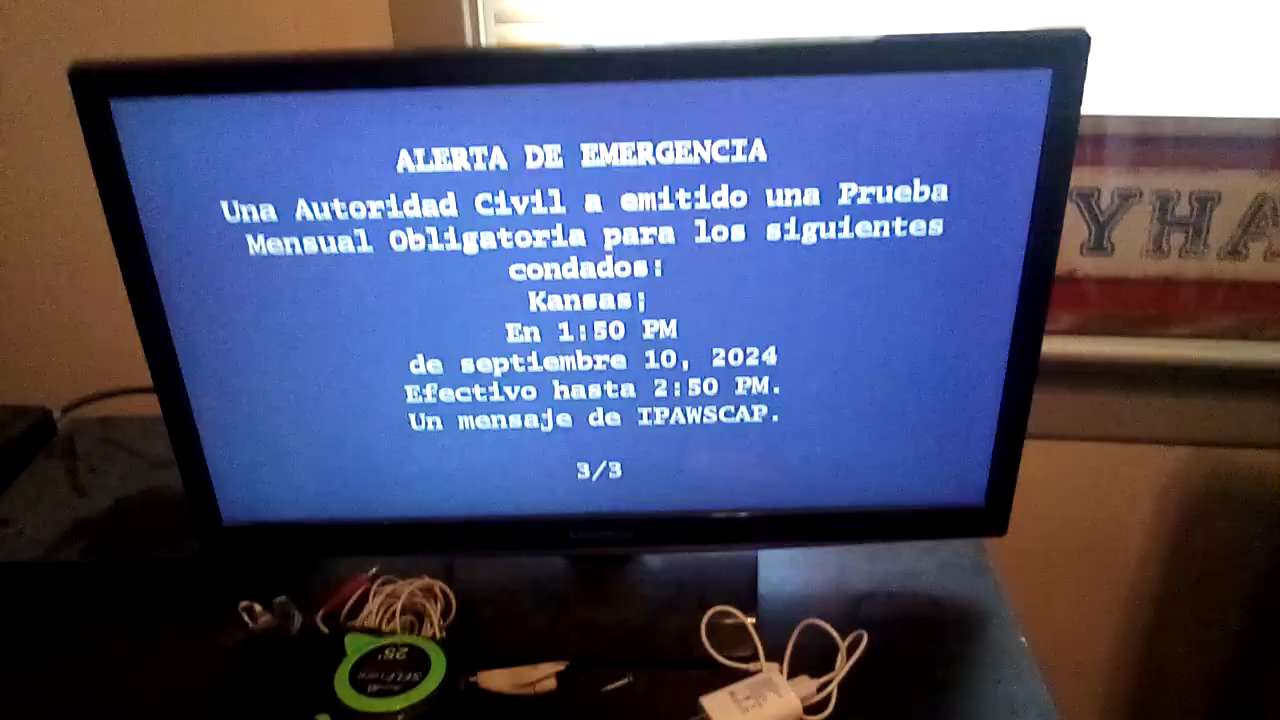 ALERTA DE EMERGENCIA
Una Autoridad Civil a emitido una Prueba
Mensual Obligatoria para los siguientes
condados:
Kansas;
En 1:50 PM
de septiembre 10, 2024
Efectivo hasta 2:50 PM.
Un mensaje de IPAWSCAP.
3/3
YHA
25'